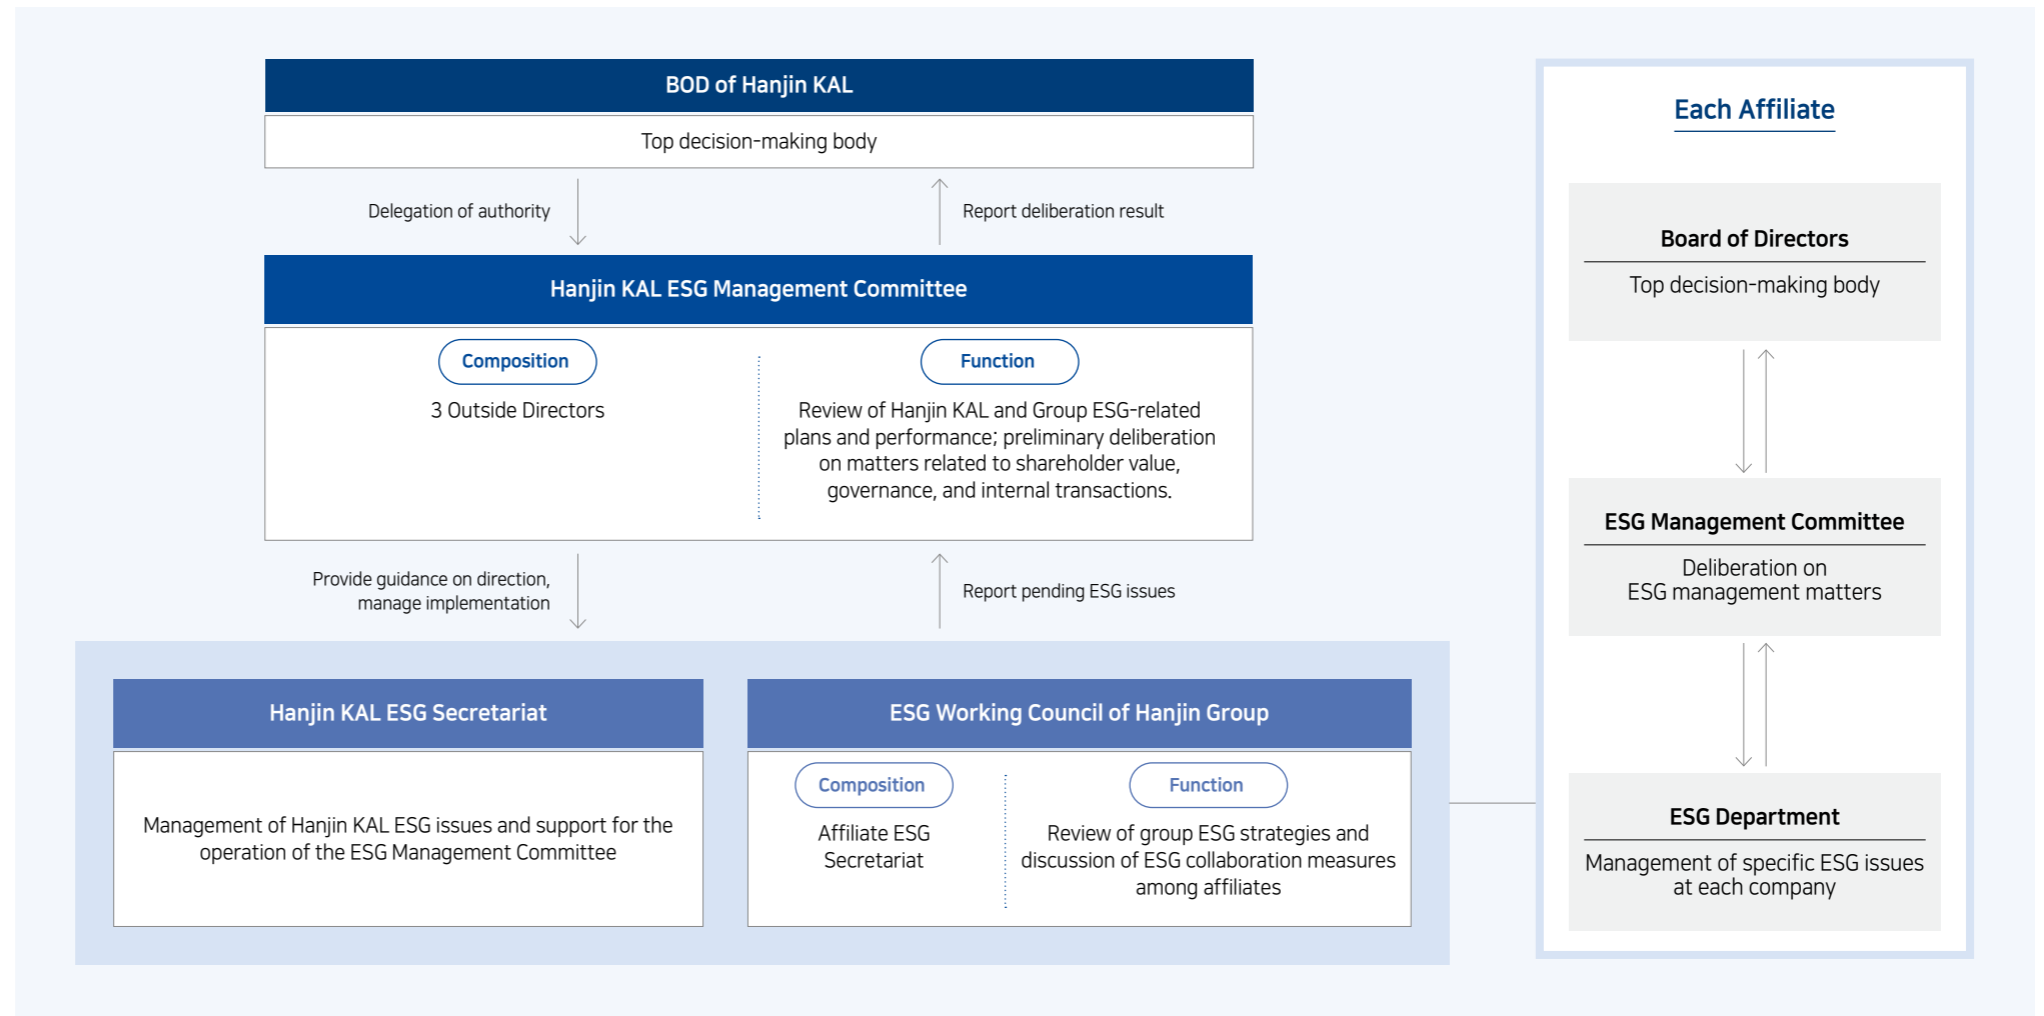 BOD of Hanjin KAL
Top decision-making body
Delegation of authority
Report deliberation result
Hanjin KAL ESG Management Committee
Composition
3 Outside Directors
Function
Review of Hanjin KAL and Group ESG-related
plans and performance; preliminary deliberation
on matters related to shareholder value,
governance, and internal transactions.
Provide guidance on direction,
manage implementation
Report pending ESG issues
Hanjin KAL ESG Secretariat
Management of Hanjin KAL ESG issues and support for the
operation of the ESG Management Committee
ESG Working Council of Hanjin Group
Composition
Affiliate ESG
Secretariat
Function
Review of group ESG strategies and
discussion of ESG collaboration measures
among affiliates
Each Affiliate
Board of Directors
Top decision-making body
ESG Management Committee
Deliberation on
ESG management matters
ESG Department
Management of specific ESG issues
at each company